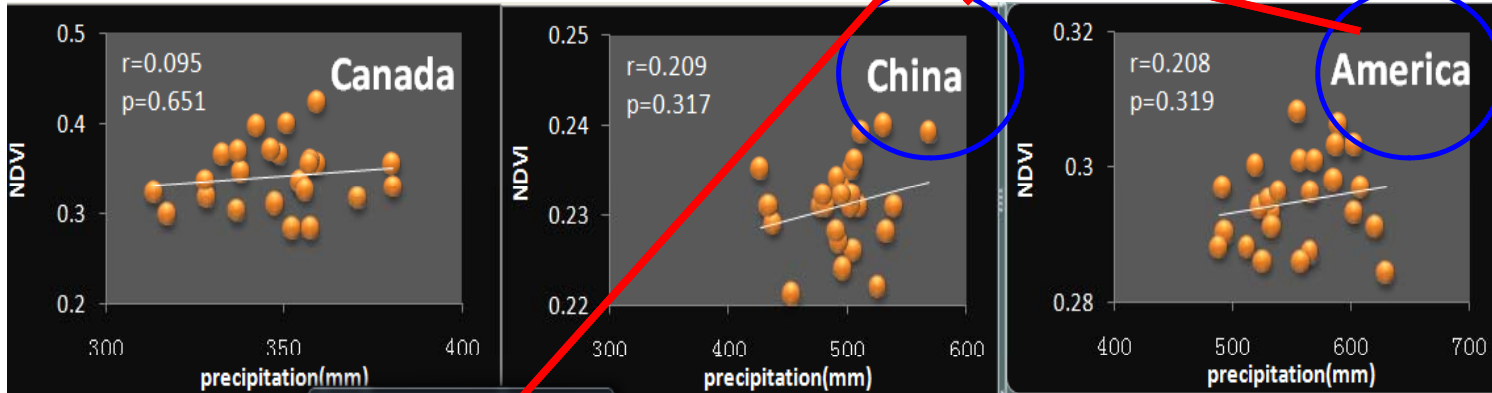 0.5
r=0.095
p=0.651
Canada
0.4
NDVI
0.3
0.2
300
350
400
precipitation(mm)
0.25
r=0.209
p=0.317
China
0.24
NDVI
0.23
0.22
300
400
500
600
precipitation(mm)
0.32
r=0.208
p=0.319
America
0.3
NDVI
0.28
400
500
600
700
precipitation(mm)